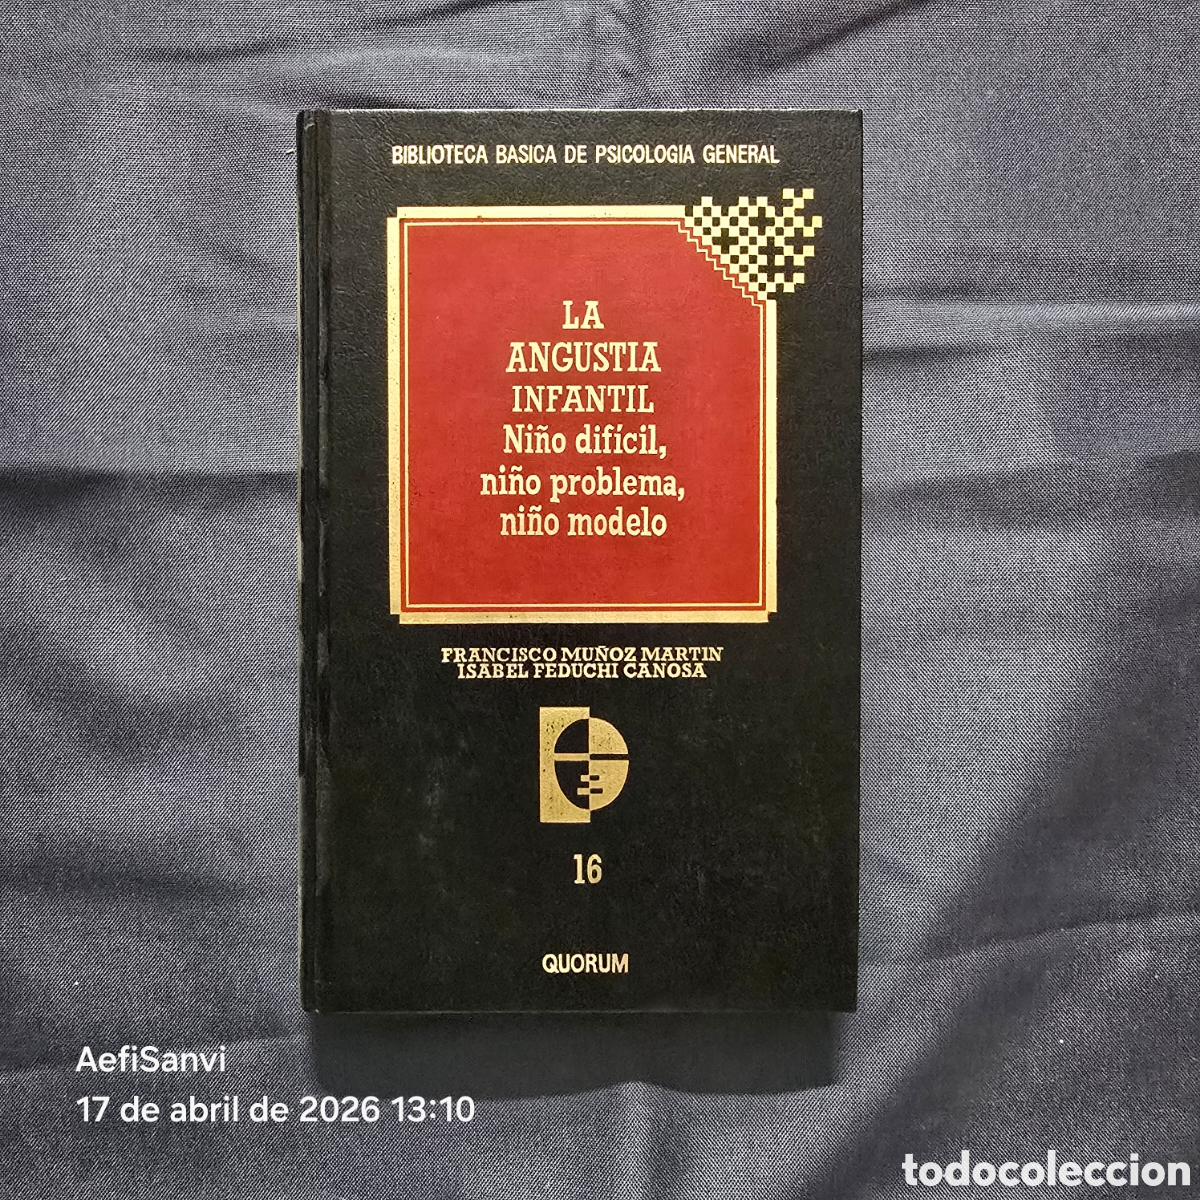 BIBLIOTECA BASICA DE PSICOLOGIA GENERAL
LA
ANGUSTIA
INFANTIL
Niño difícil,
niño problema,
niño modelo
FRANCISCO MUÑOZ MARTIN
ISABEL FEDUCHI CANOSA
16
QUORUM
AefiSanvi
17 de abril de 2026 13:10
todocoleccion